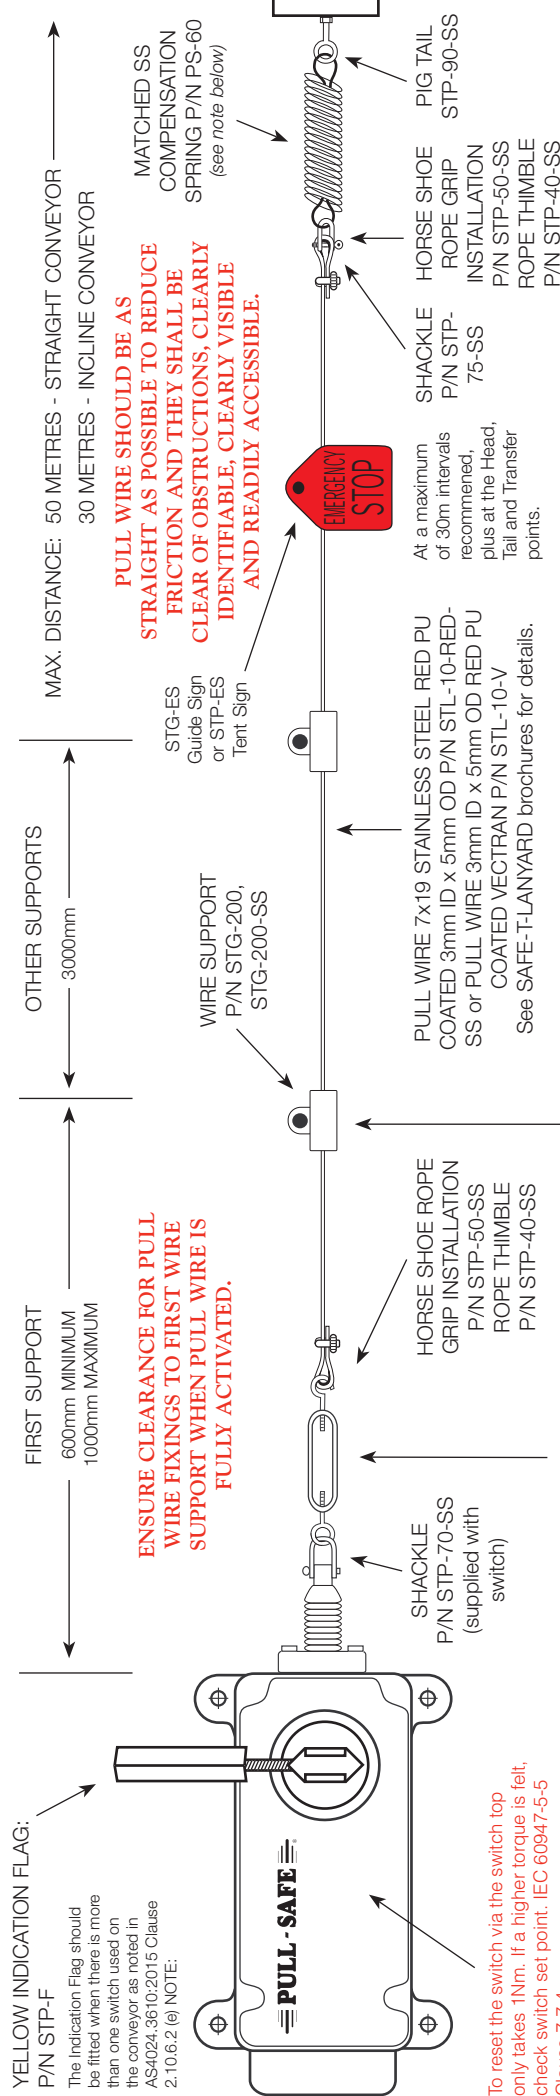 YELLOW INDICATION FLAG:
P/N STP-F
The Indication Flag should
be fitted when there is more
than one switch used on
the conveyor as noted in
AS4024.3610:2015 Clause
2.10.6.2 (e) NOTE:
FIRST SUPPORT
600mm MINIMUM
1000mm MAXIMUM
OTHER SUPPORTS
3000mm
MAX. DISTANCE: 50 METRES - STRAIGHT CONVEYOR
30 METRES - INCLINE CONVEYOR
ENSURE CLEARANCE FOR PULL
WIRE FIXINGS TO FIRST WIRE
SUPPORT WHEN PULL WIRE IS
FULLY ACTIVATED.
PULL WIRE SHOULD BE AS
STRAIGHT AS POSSIBLE TO REDUCE
FRICTION AND THEY SHALL BE
CLEAR OF OBSTRUCTIONS, CLEARLY
IDENTIFIABLE, CLEARLY VISIBLE
AND READILY ACCESSIBLE.
MATCHED SS
COMPENSATION
SPRING P/N PS-60
(see note below)
WIRE SUPPORT
P/N STG-200,
STG-200-SS
STG-ES
Guide Sign
or STP-ES
Tent Sign
PULL-SAFE
EMERGENCY
STOP
SHACKLE
P/N STP-70-SS
(supplied with
switch)
HORSE SHOE ROPE
GRIP INSTALLATION
P/N STP-50-SS
ROPE THIMBLE
P/N STP-40-SS
PULL WIRE 7x19 STAINLESS STEEL RED PU
COATED 3mm ID x 5mm OD P/N STL-10-RED-
SS or PULL WIRE 3mm ID x 5mm OD RED PU
COATED VECTRAN P/N STL-10-V
See SAFE-T-LANYARD brochures for details.
At a maximum
of 30m intervals
recommened,
plus at the Head,
Tail and Transfer
points.
SHACKLE
P/N STP-
75-SS
HORSE SHOE
ROPE GRIP
INSTALLATION
P/N STP-50-SS
ROPE THIMBLE
P/N STP-40-SS
PIG TAIL
STP-90-SS
To reset the switch via the switch top
only takes 1Nm. If a higher torque is felt,
check switch set point. IEC 60947-5-5